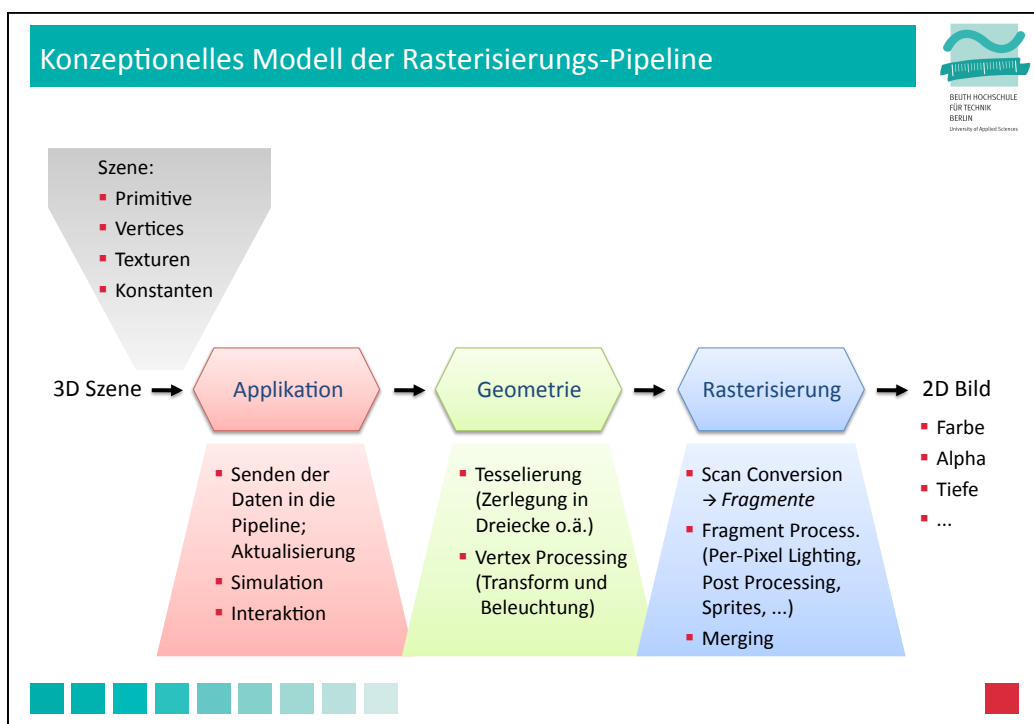 Konzeptionelles Modell der Rasterisierungs-Pipeline
BEUTH HOCHSCHULE
FÜR TECHNIK
BERLIN
University of Applied Sciences
Szene:
▪ Primitive
▪ Vertices
▪ Texturen
▪ Konstanten
3D Szene
Applikation
Geometrie
Rasterisierung
2D Bild
▪ Farbe
▪ Alpha
▪ Tiefe
▪ ...
▪ Senden der
Daten in die
Pipeline;
Aktualisierung
▪ Simulation
▪ Interaktion
▪ Tesselierung
(Zerlegung in
Dreiecke o.ä.)
▪ Vertex Processing
(Transform und
Beleuchtung)
▪ Scan Conversion
→ Fragmente
▪ Fragment Process.
(Per-Pixel Lighting,
Post Processing,
Sprites, ...)
▪ Merging